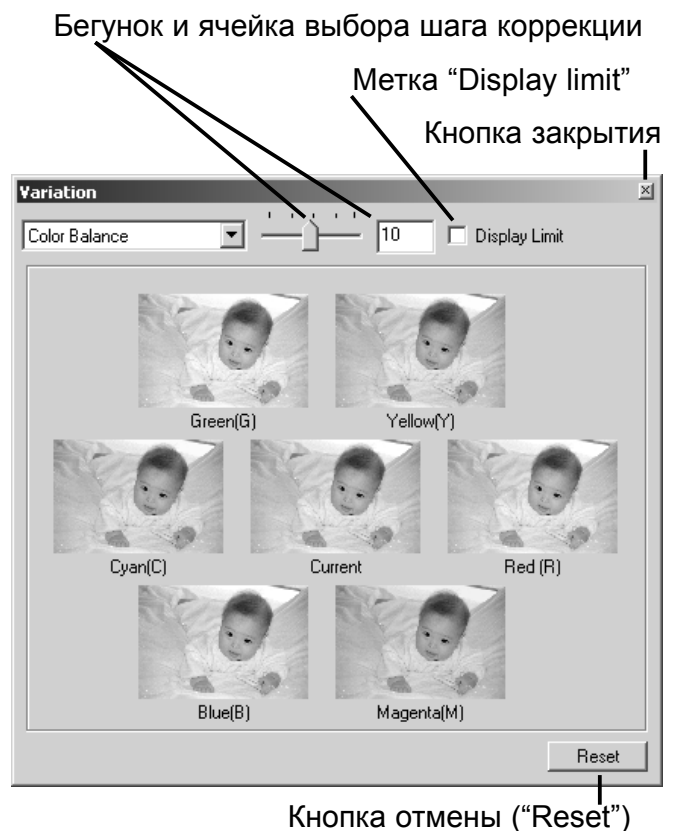 Бегунок и ячейка выбора шага коррекции
Метка “Display limit”
Кнопка закрытия
Variation
Color Balance
10
Display Limit
Green(G)
Yellow(Y)
Cyan(C)
Current
Red (R)
Blue(B)
Magenta(M)
Reset
Кнопка отмены (“Reset”)